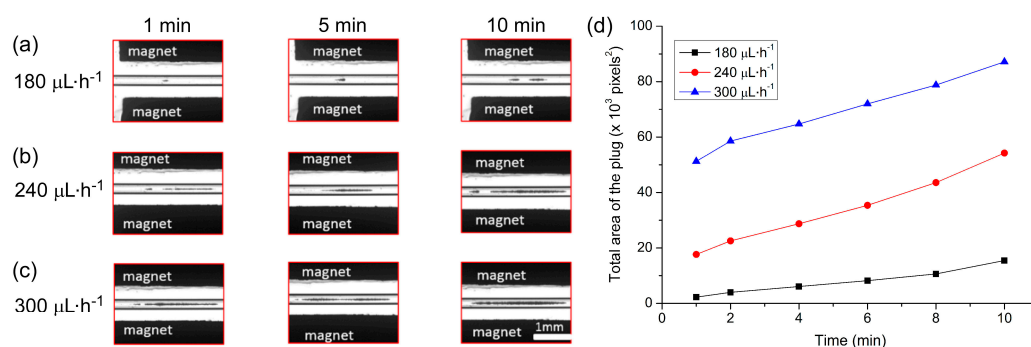 1 min 5 min 10 min
(a)
180 µL·h⁻¹
magnet magnet magnet
magnet magnet magnet
(b)
240 µL·h⁻¹
magnet magnet magnet
magnet magnet magnet
(c)
300 µL·h⁻¹
magnet magnet magnet
magnet magnet magnet
1mm
(d)
Total area of the plug (x 10³ pixels²)
100
80
60
40
20
0
180 µL·h⁻¹
240 µL·h⁻¹
300 µL·h⁻¹
0 2 4 6 8 10
Time (min)